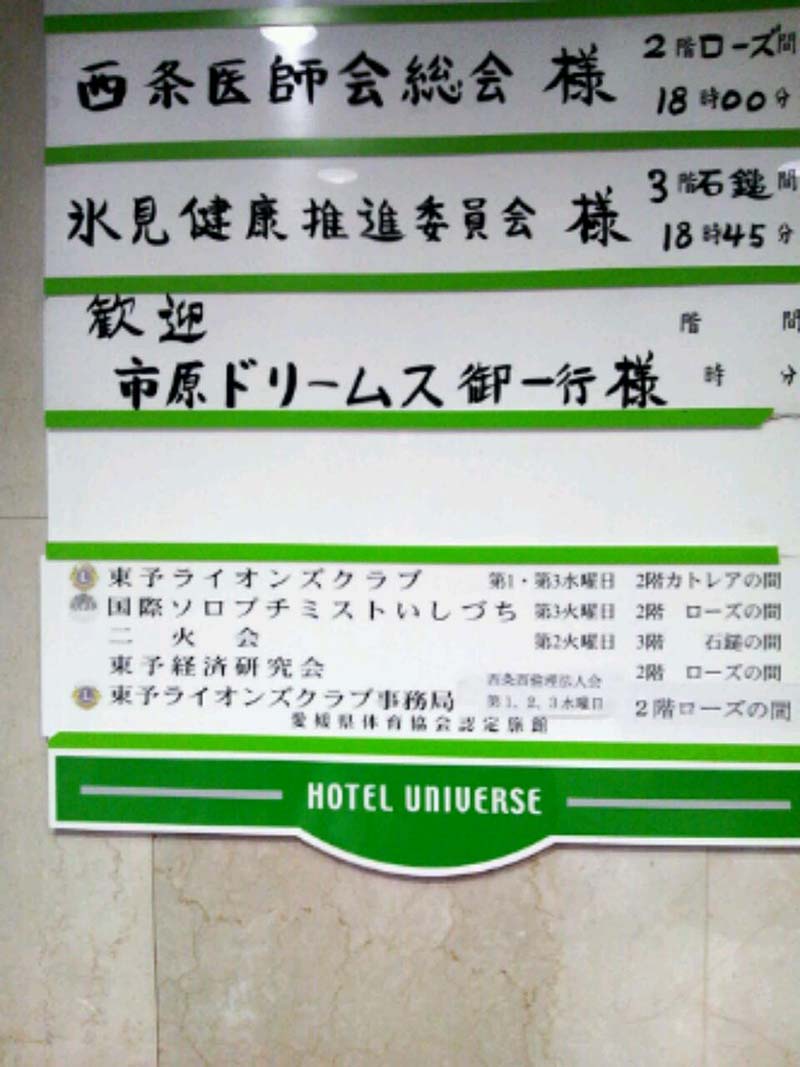 西条医師会総会 様 2階ローズ間
18時00分
氷見健康推進委員会 様 3階石鎚間
18時45分
歓迎 階 間
市原ドリームス御一行様 時 分
東予ライオンズクラブ 第1・第3水曜日 2階カトレアの間
国際ソロプチミストいしづち 第3火曜日 2階 ローズの間
二火会 第2火曜日 3階 石鎚の間
東予経済研究会 2階 ローズの間
西条西倫理法人会
東予ライオンズクラブ事務局 第1,2,3水曜日 2階ローズの間
愛媛県体育協会認定旅館
HOTEL UNIVERSE